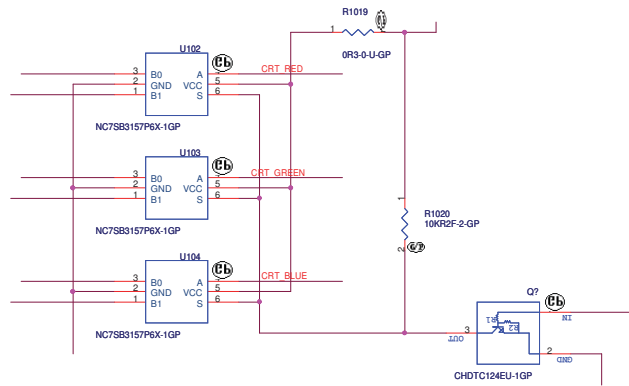 R1019
1
0R3-0-U-GP
U102
3 B0 A 4 CRT_RED
2 GND VCC 5
1 B1 S 6
NC7SB3157P6X-1GP
U103
3 B0 A 4 CRT_GREEN
2 GND VCC 5
1 B1 S 6
NC7SB3157P6X-1GP
1
R1020
10KR2F-2-GP
2
U104
3 B0 A 4 CRT_BLUE
2 GND VCC 5
1 B1 S 6
NC7SB3157P6X-1GP
Q?
R1
R2
3
OUT
IN
2
GND
CHDTC124EU-1GP